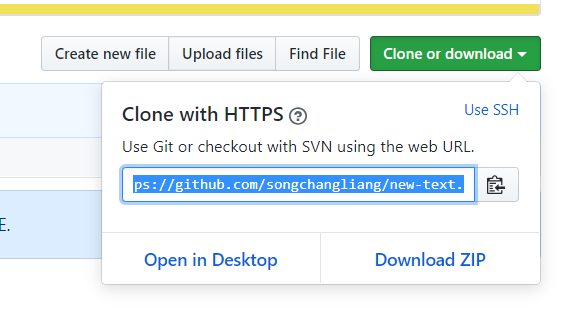 Create new file
Upload files
Find File
Clone or download
Clone with HTTPS ?
Use SSH
Use Git or checkout with SVN using the web URL.
ps://github.com/songchangliang/new-text.
E.
Open in Desktop
Download ZIP